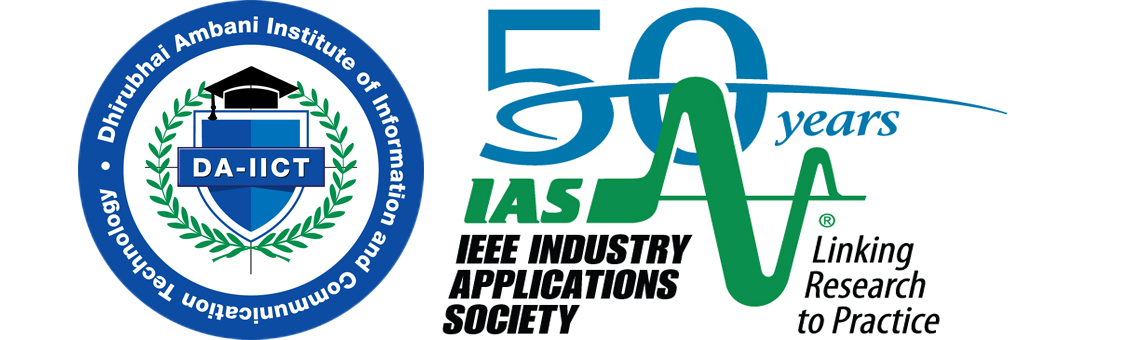 Dhirubhai Ambani Institute of Information and Communication Technology •
DA-IICT
50
years
IAS
®
IEEE INDUSTRY
APPLICATIONS
SOCIETY
Linking
Research
to Practice